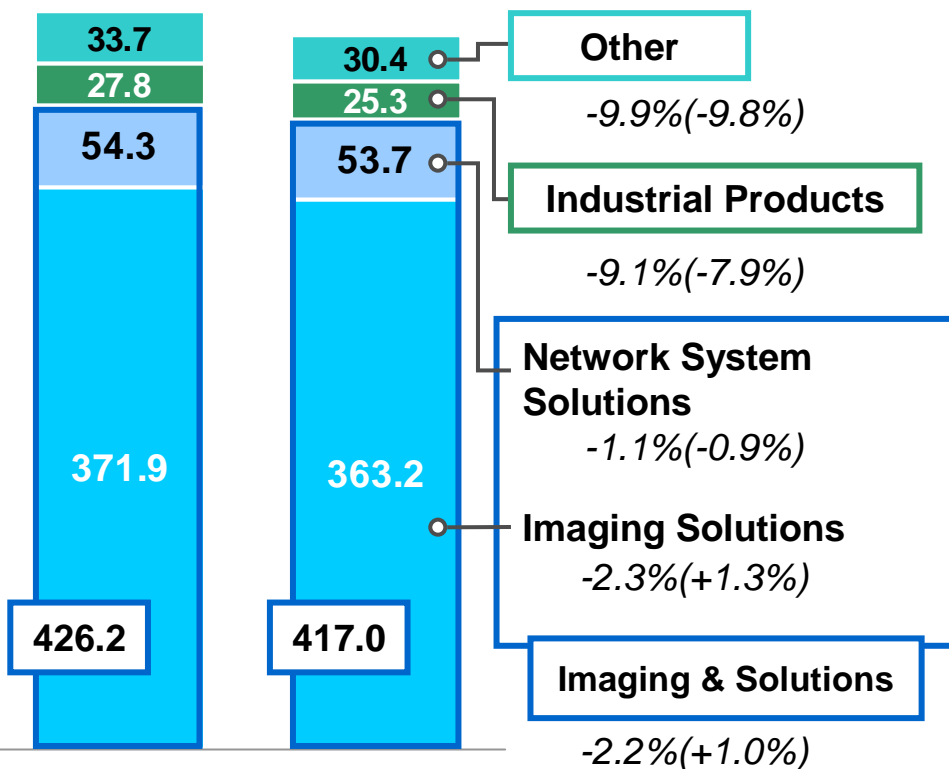 33.7
27.8
54.3
371.9
426.2
30.4
25.3
53.7
363.2
417.0
Other
-9.9%(-9.8%)
Industrial Products
-9.1%(-7.9%)
Network System
Solutions
-1.1%(-0.9%)
Imaging Solutions
-2.3%(+1.3%)
Imaging & Solutions
-2.2%(+1.0%)